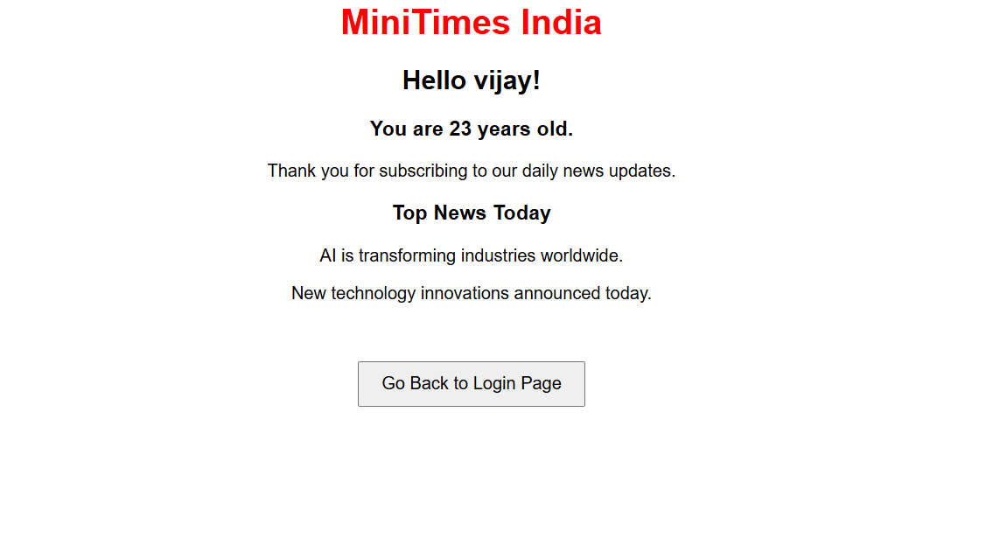 MiniTimes India
Hello vijay!
You are 23 years old.
Thank you for subscribing to our daily news updates.
Top News Today
AI is transforming industries worldwide.
New technology innovations announced today.
Go Back to Login Page